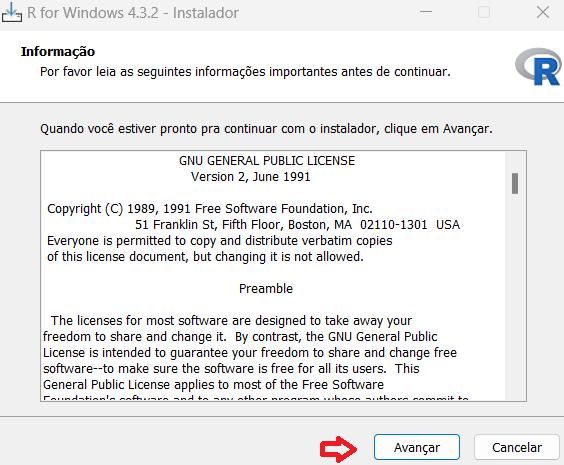 R for Windows 4.3.2 - Instalador
Informação
Por favor leia as seguintes informações importantes antes de continuar.
R
Quando você estiver pronto pra continuar com o instalador, clique em Avançar.
GNU GENERAL PUBLIC LICENSE
Version 2, June 1991
Copyright (C) 1989, 1991 Free Software Foundation, Inc.
51 Franklin St, Fifth Floor, Boston, MA 02110-1301 USA
Everyone is permitted to copy and distribute verbatim copies
of this license document, but changing it is not allowed.
Preamble
The licenses for most software are designed to take away your
freedom to share and change it. By contrast, the GNU General Public
License is intended to guarantee your freedom to share and change free
software--to make sure the software is free for all its users. This
General Public License applies to most of the Free Software
Foundation's software and to any other program whose authors commit to
Avançar
Cancelar